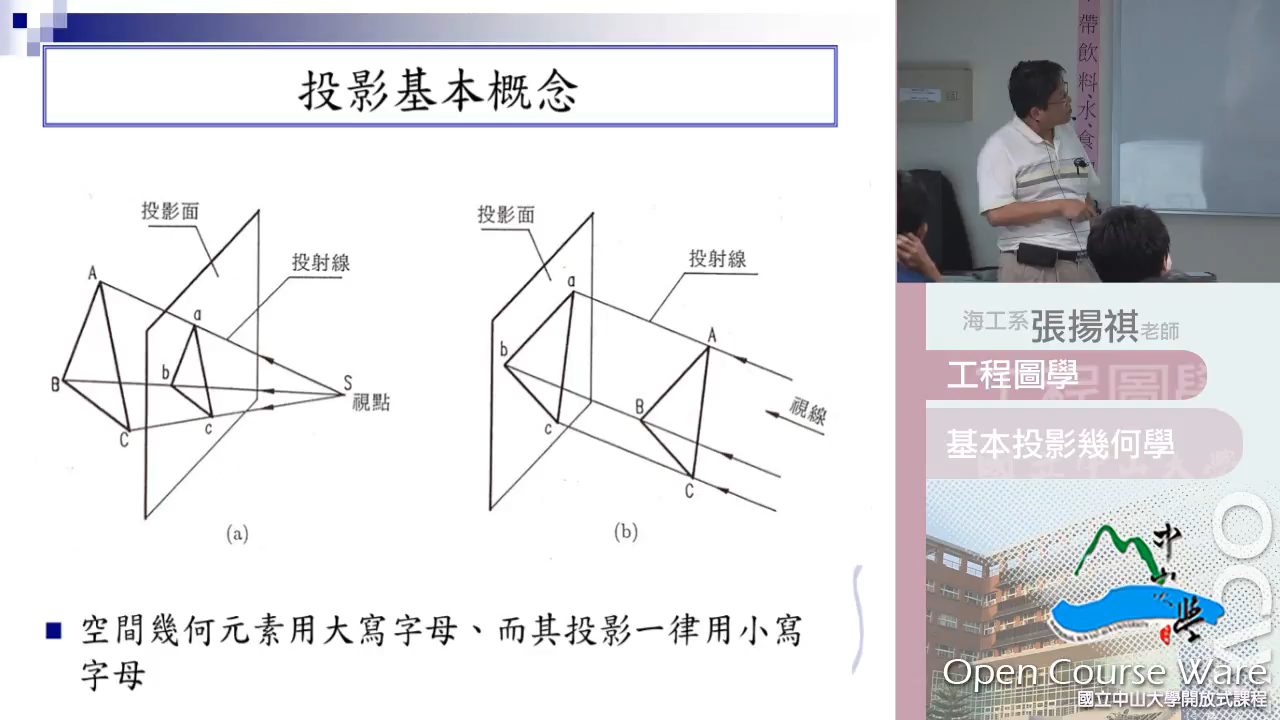 投影基本概念
投影面
投射線
A
a
B
b
C
c
S
視點
(a)
投影面
投射線
a
A
b
B
視線
c
C
(b)
空間幾何元素用大寫字母、而其投影一律用小寫
字母
帶飲料、水、食
海工系張揚祺老師
工程圖學
基本投影幾何學
中山大學
OCW
Open Course Ware
國立中山大學開放式課程